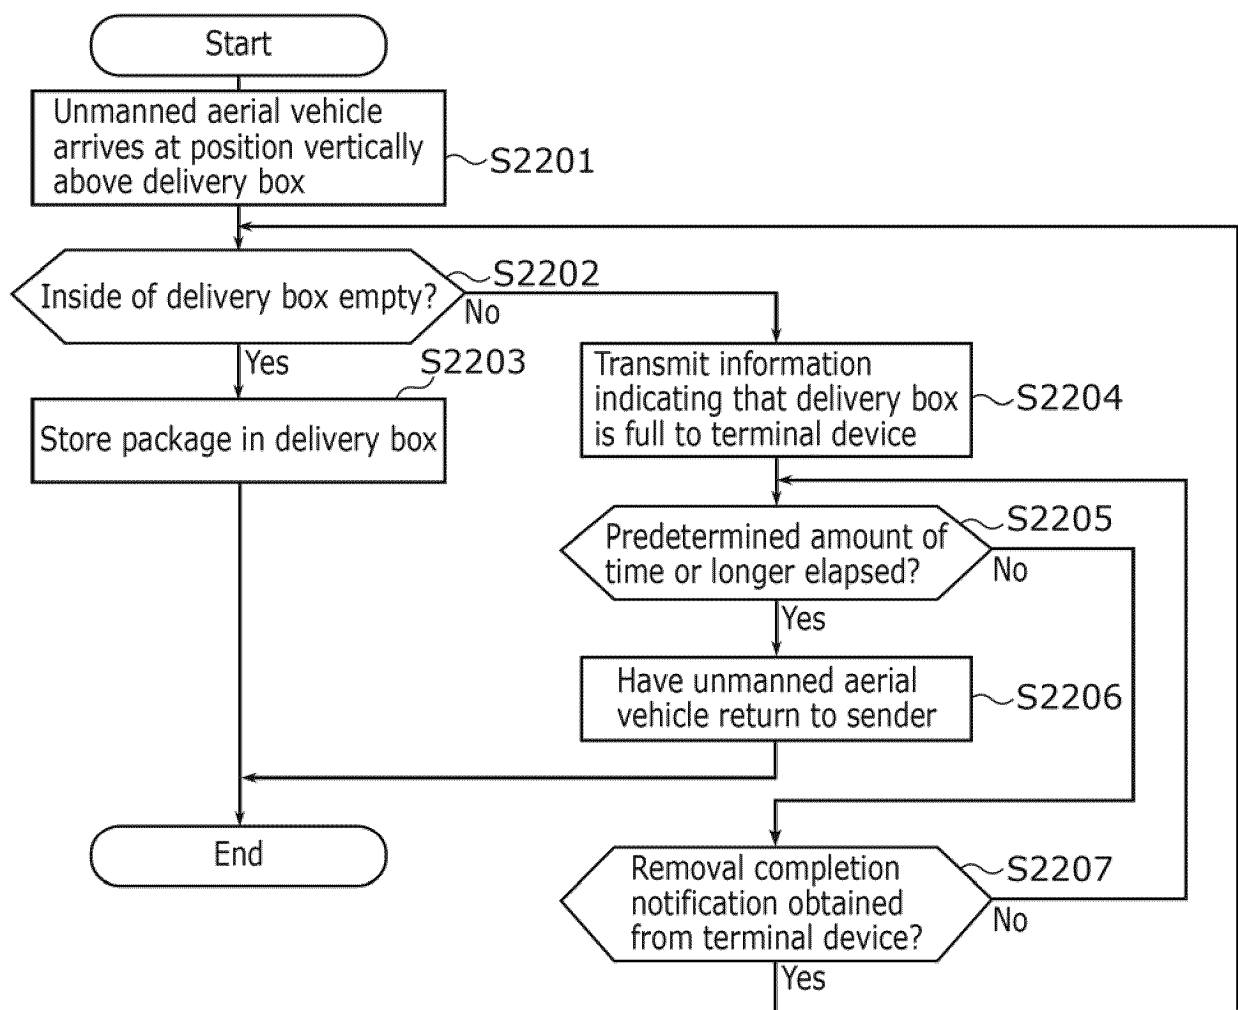 Start
Unmanned aerial vehicle
arrives at position vertically
above delivery box
S2201
Inside of delivery box empty?
S2202
No
Yes
S2203
Store package in delivery box
Transmit information
indicating that delivery box
is full to terminal device
S2204
Predetermined amount of
time or longer elapsed?
S2205
No
Yes
Have unmanned aerial
vehicle return to sender
S2206
End
Removal completion
notification obtained
from terminal device?
S2207
No
Yes